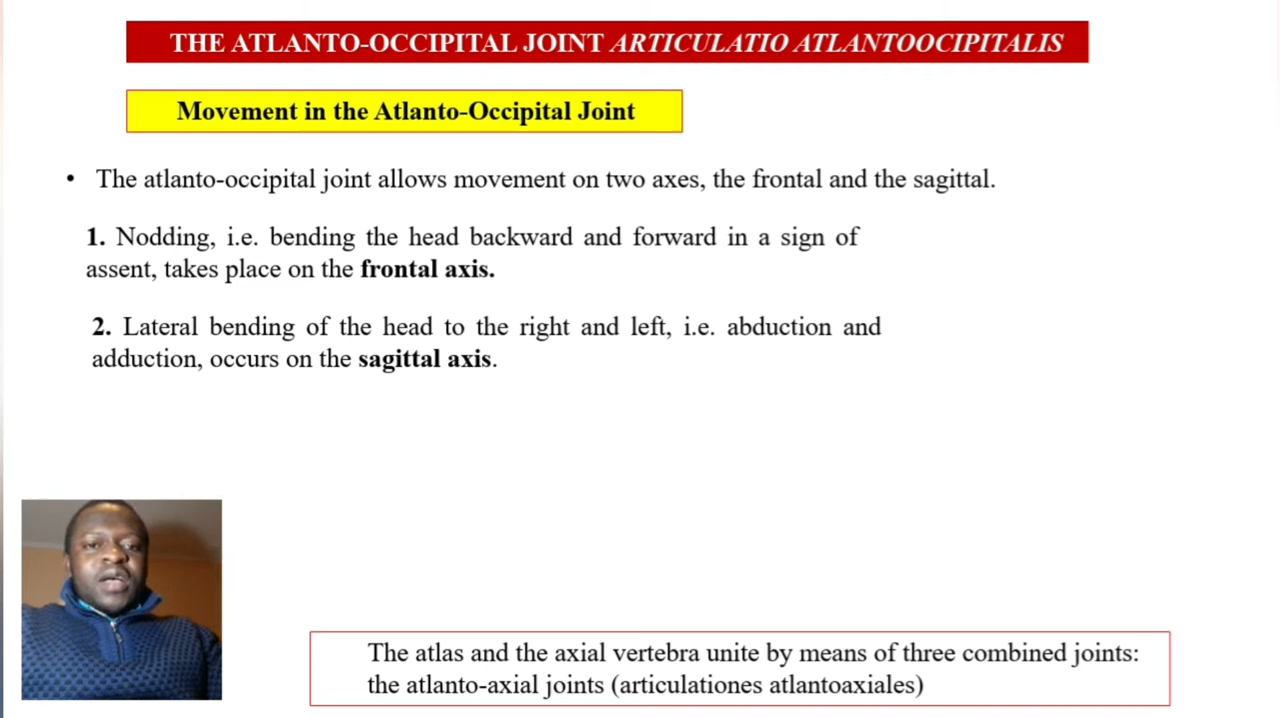 THE ATLANTO-OCCIPITAL JOINT ARTICULATIO ATLANTOOCIPITALIS
Movement in the Atlanto-Occipital Joint
• The atlanto-occipital joint allows movement on two axes, the frontal and the sagittal.
1. Nodding, i.e. bending the head backward and forward in a sign of
assent, takes place on the frontal axis.
2. Lateral bending of the head to the right and left, i.e. abduction and
adduction, occurs on the sagittal axis.
The atlas and the axial vertebra unite by means of three combined joints:
the atlanto-axial joints (articulationes atlantoaxiales)